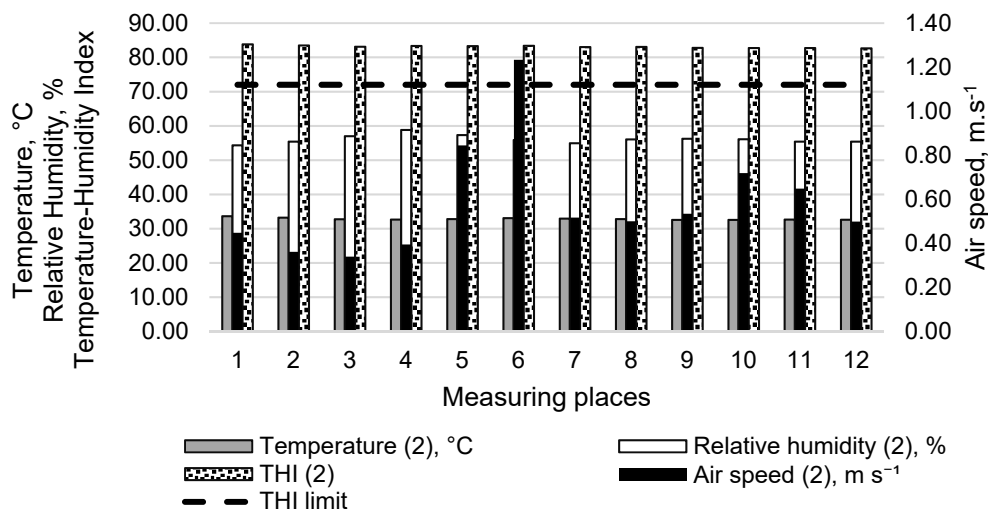 90.00
80.00
70.00
60.00
50.00
40.00
30.00
20.00
10.00
0.00
Temperature, °C
Relative Humidity, %
Temperature-Humidity Index
1.40
1.20
1.00
0.80
0.60
0.40
0.20
0.00
Air speed, m.s⁻¹
1 2 3 4 5 6 7 8 9 10 11 12
Measuring places
Temperature (2), °C
Relative humidity (2), %
THI (2)
Air speed (2), m s⁻¹
THI limit